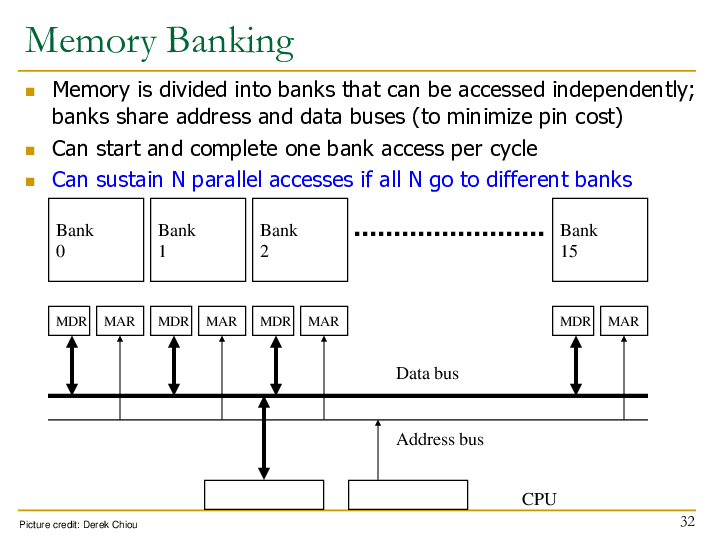 Memory Banking
Memory is divided into banks that can be accessed independently;
banks share address and data buses (to minimize pin cost)
Can start and complete one bank access per cycle
Can sustain N parallel accesses if all N go to different banks
Bank
0
Bank
1
Bank
2
Bank
15
MDR MAR MDR MAR MDR MAR MDR MAR
Data bus
Address bus
CPU
Picture credit: Derek Chiou
32